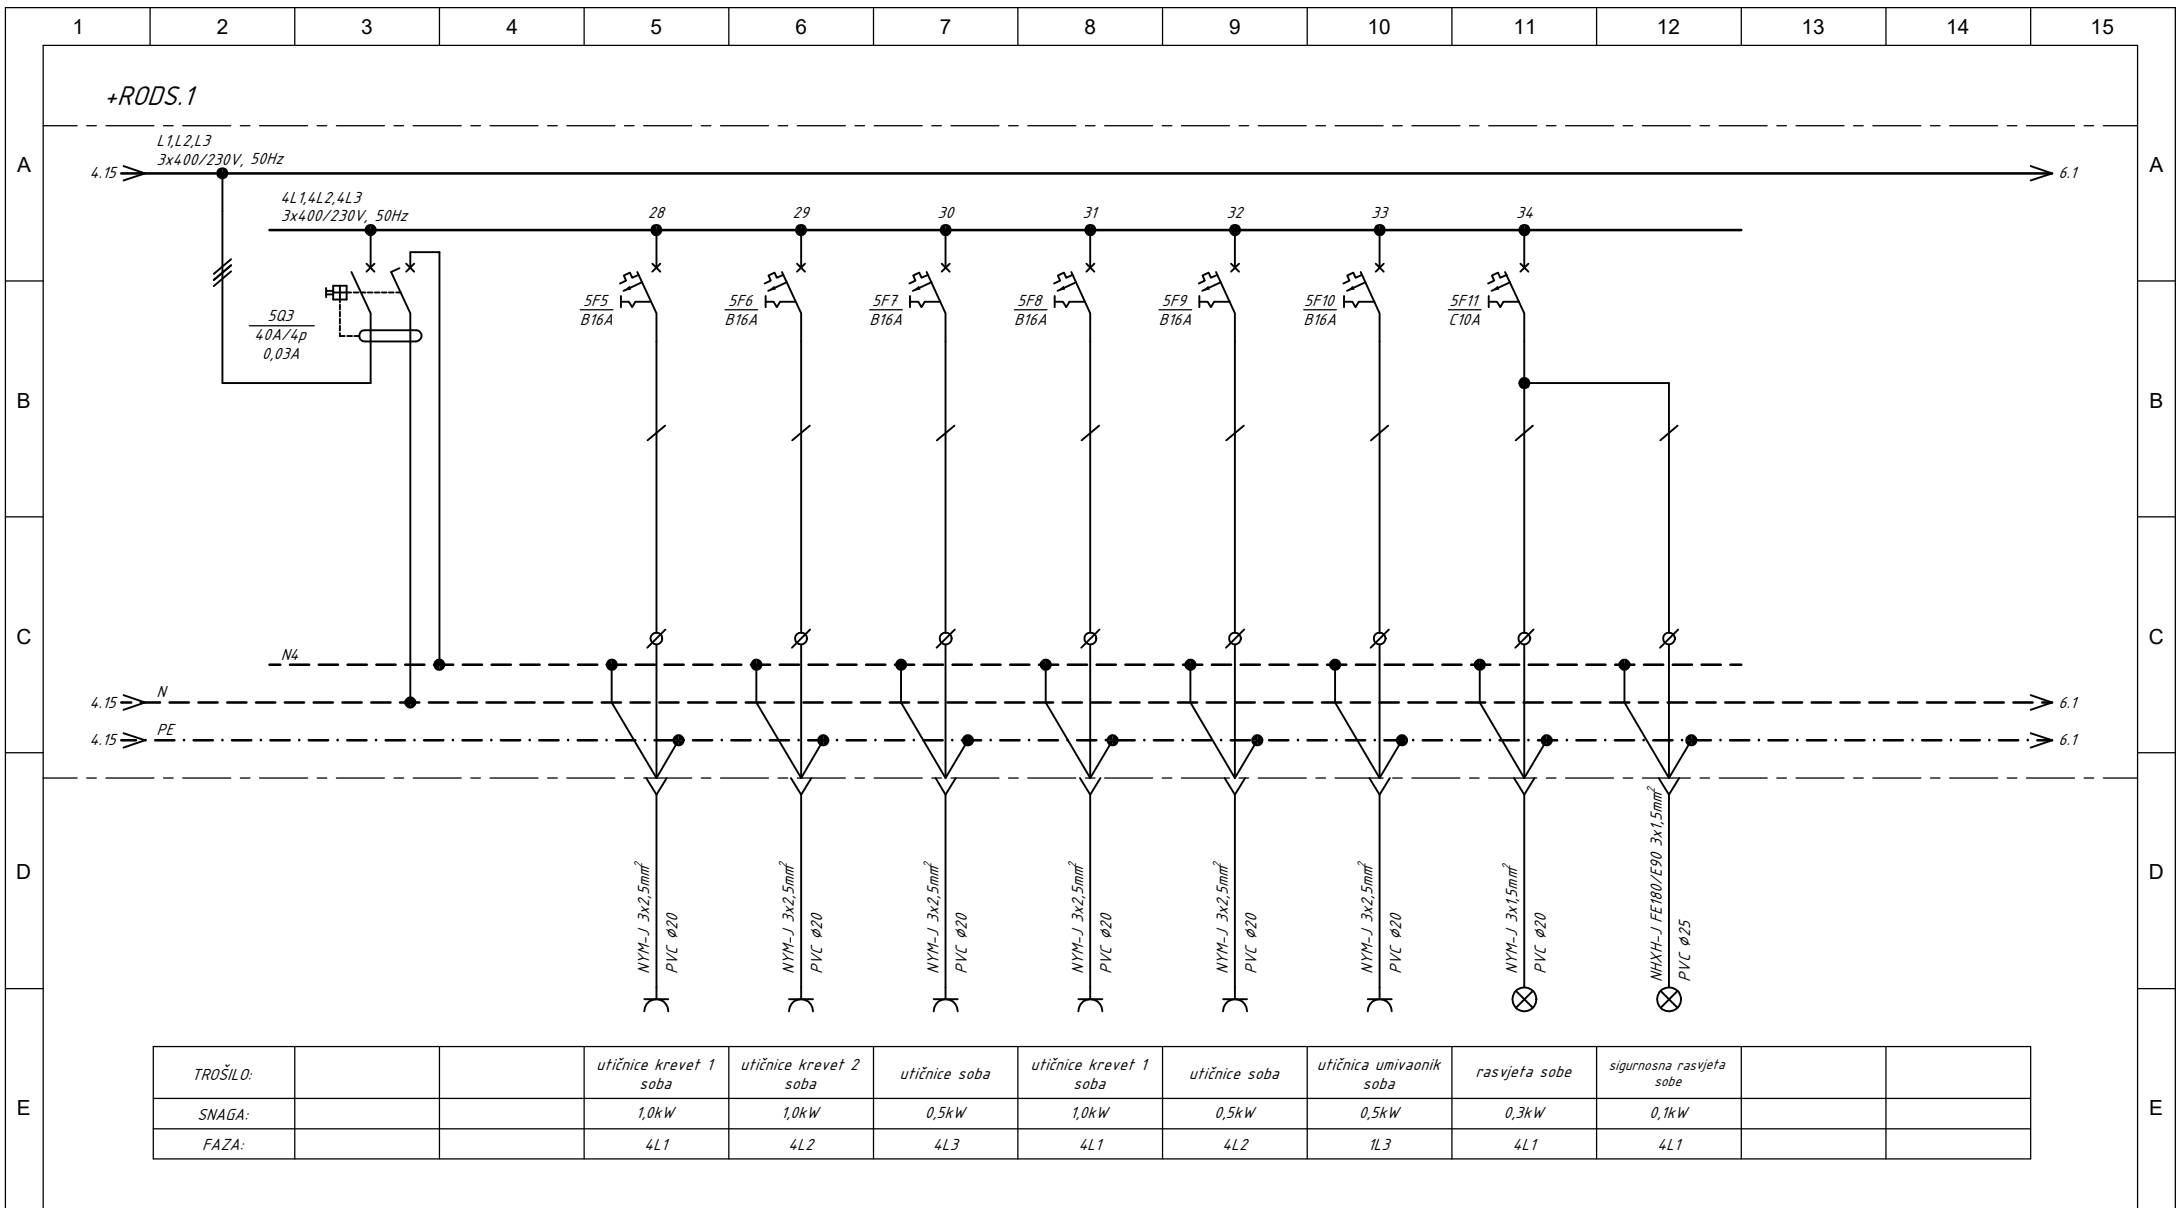 1 2 3 4 5 6 7 8 9 10 11 12 13 14 15
+RODS.1
A A
L1,L2,L3
3x400/230V, 50Hz
4.15 6.1
4L1,4L2,4L3
3x400/230V, 50Hz
28 29 30 31 32 33 34
5Q3
40A/4p
0,03A
5F5
B16A
5F6
B16A
5F7
B16A
5F8
B16A
5F9
B16A
5F10
B16A
5F11
C10A
B B
C C
N4
4.15 N 6.1
4.15 PE 6.1
D D
NYM-J 3x2,5mm²
PVC Ø20
NYM-J 3x2,5mm²
PVC Ø20
NYM-J 3x2,5mm²
PVC Ø20
NYM-J 3x2,5mm²
PVC Ø20
NYM-J 3x2,5mm²
PVC Ø20
NYM-J 3x2,5mm²
PVC Ø20
NYM-J 3x1,5mm²
PVC Ø20
NHXH-J FE180/E90 3x1,5mm²
PVC Ø25
E E
TROŠILO:
utičnice krevet 1
soba
utičnice krevet 2
soba
utičnice soba
utičnice krevet 1
soba
utičnice soba
utičnica umivaonik
soba
rasvjeta sobe
sigurnosna rasvjeta
sobe
SNAGA: 1,0kW 1,0kW 0,5kW 1,0kW 0,5kW 0,5kW 0,3kW 0,1kW
FAZA: 4L1 4L2 4L3 4L1 4L2 1L3 4L1 4L1